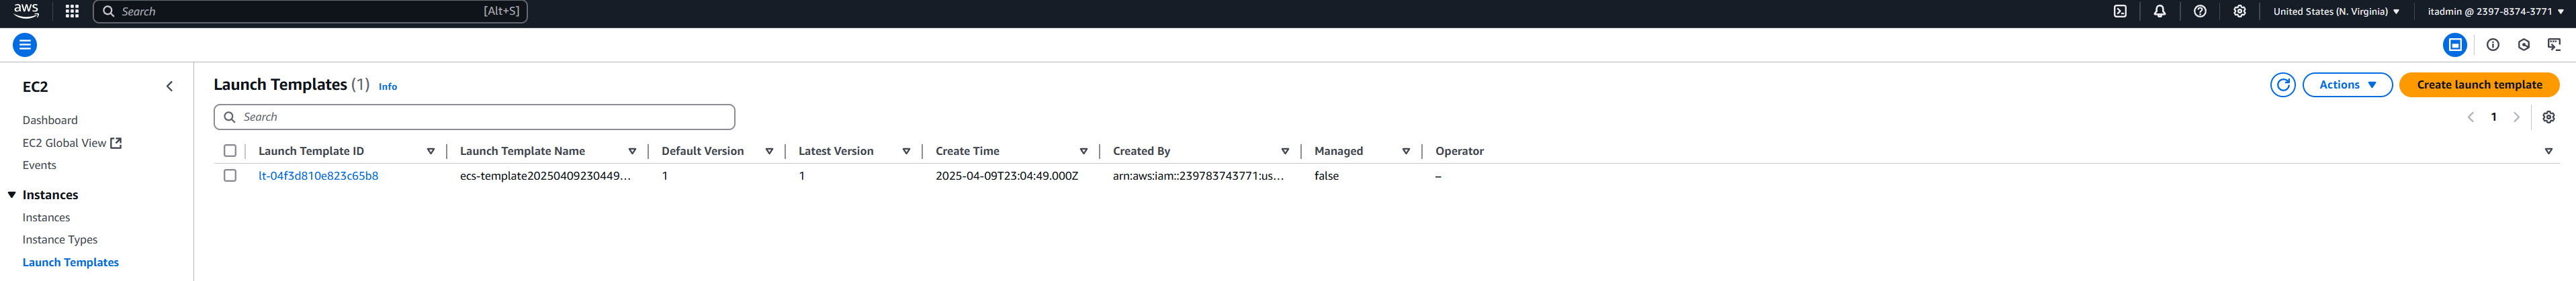 aws Search [Alt+S] United States (N. Virginia) itadmin @ 2397-8374-3771
EC2
Dashboard
EC2 Global View
Events
Instances
Instances
Instance Types
Launch Templates
Launch Templates (1) Info
Actions Create launch template
Search
1
Launch Template ID Launch Template Name Default Version Latest Version Create Time Created By Managed Operator
lt-04f3d810e823c65b8 ecs-template20250409230449... 1 1 2025-04-09T23:04:49.000Z arn:aws:iam::239783743771:us... false –